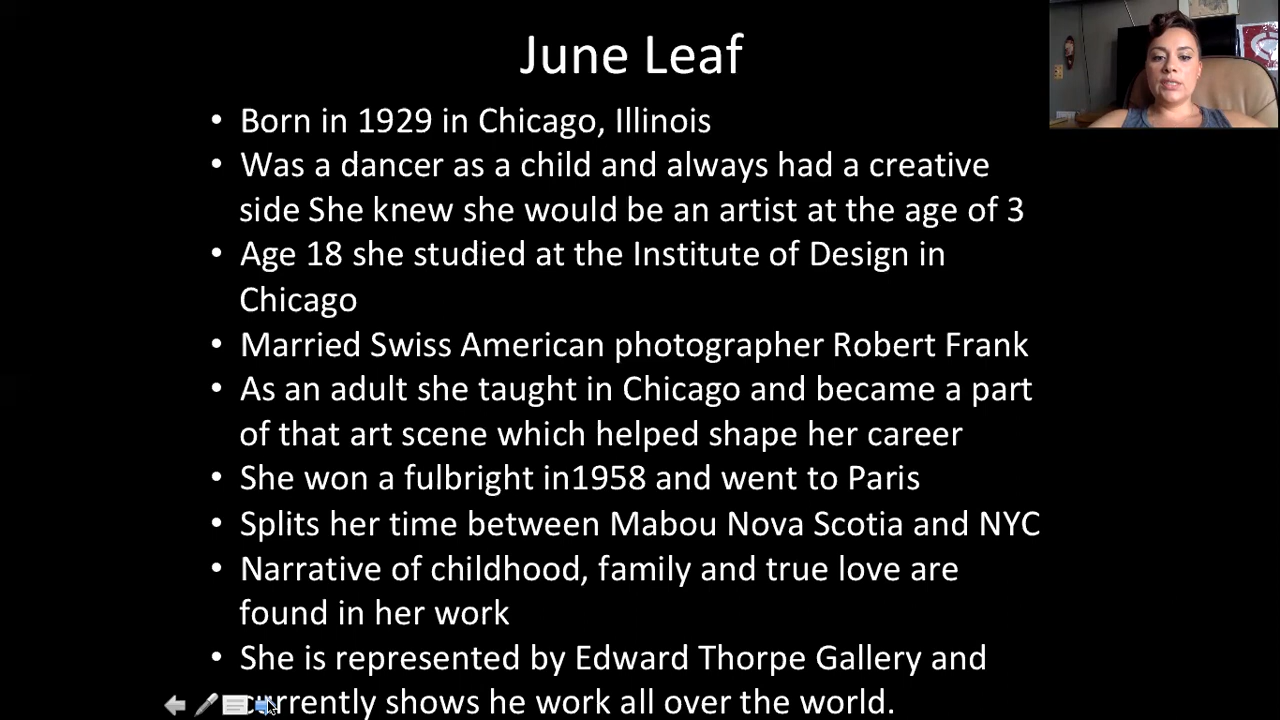 June Leaf
• Born in 1929 in Chicago, Illinois
• Was a dancer as a child and always had a creative
side She knew she would be an artist at the age of 3
• Age 18 she studied at the Institute of Design in
Chicago
• Married Swiss American photographer Robert Frank
• As an adult she taught in Chicago and became a part
of that art scene which helped shape her career
• She won a fulbright in1958 and went to Paris
• Splits her time between Mabou Nova Scotia and NYC
• Narrative of childhood, family and true love are
found in her work
• She is represented by Edward Thorpe Gallery and
currently shows he work all over the world.